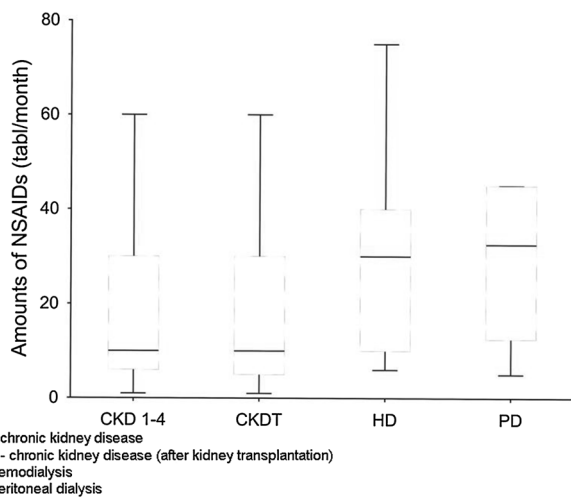 80
60
40
20
0
Amounts of NSAIDs (tabl/month)
CKD 1-4 CKDT HD PD
chronic kidney disease
- chronic kidney disease (after kidney transplantation)
emodialysis
eritoneal dialysis